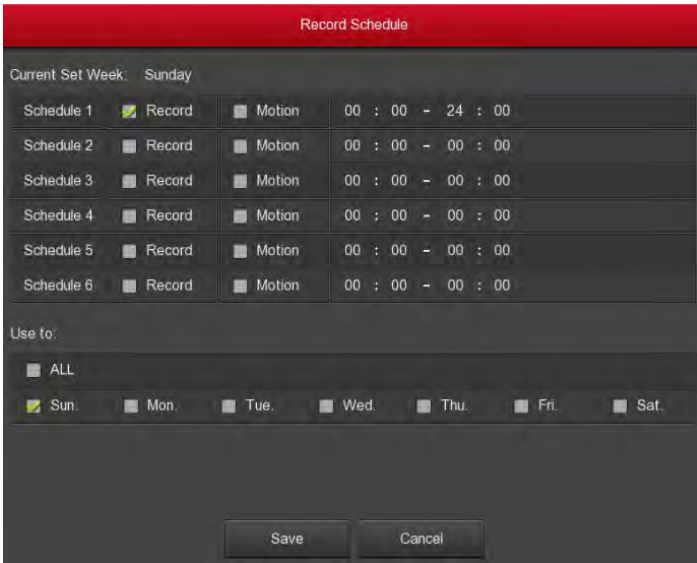 Record Schedule
Current Set Week: Sunday
Schedule 1 Record Motion 00 : 00 - 24 : 00
Schedule 2 Record Motion 00 : 00 - 00 : 00
Schedule 3 Record Motion 00 : 00 - 00 : 00
Schedule 4 Record Motion 00 : 00 - 00 : 00
Schedule 5 Record Motion 00 : 00 - 00 : 00
Schedule 6 Record Motion 00 : 00 - 00 : 00
Use to:
ALL
Sun. Mon. Tue. Wed. Thu. Fri. Sat.
Save Cancel